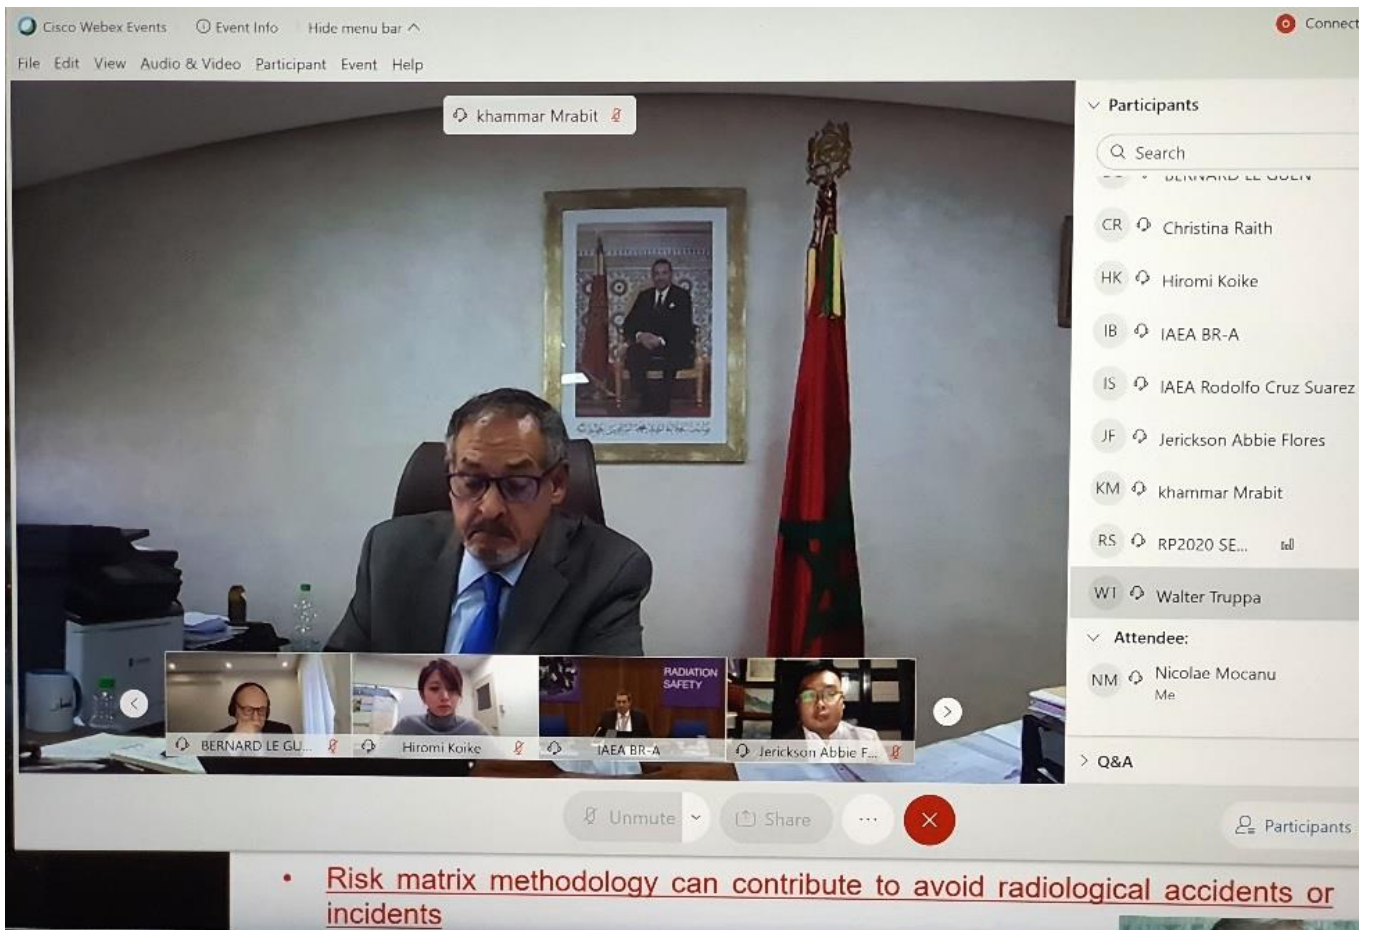 Cisco Webex Events
Event Info
Hide menu bar
Connect
File Edit View Audio & Video Participant Event Help
khammar Mrabit
Participants
Search
BERNARD LE GUEN
CR Christina Raith
HK Hiromi Koike
IB IAEA BR-A
IS IAEA Rodolfo Cruz Suarez
JF Jerickson Abbie Flores
KM khammar Mrabit
RS RP2020 SE...
WT Walter Truppa
Attendee:
NM Nicolae Mocanu
Me
RADIATION
SAFETY
BERNARD LE GU...
Hiromi Koike
IAEA BR-A
Jerickson Abbie F...
Q&A
Unmute
Share
...
Participants
• Risk matrix methodology can contribute to avoid radiological accidents or
incidents